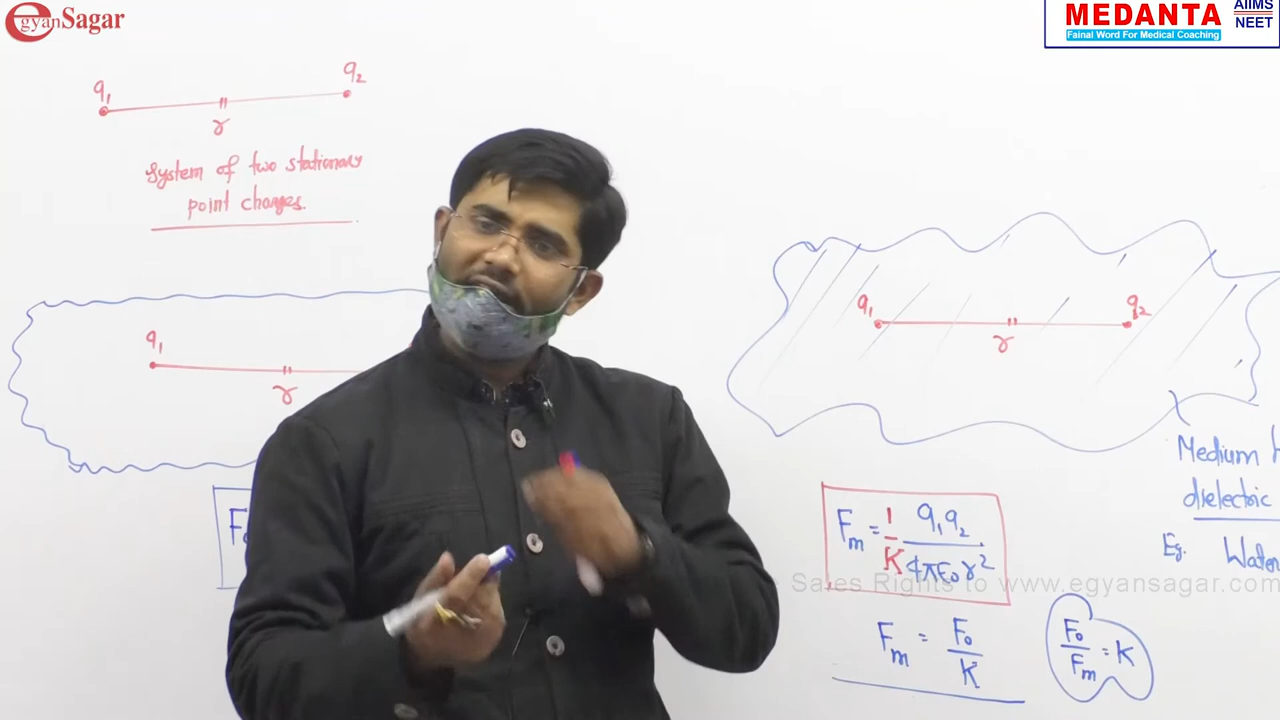 egyanSagar
MEDANTA
AIIMS
NEET
Fainal Word For Medical Coaching
q₁
q₂
r
System of two stationary
point charges.
q₁
r
q₁
q₂
r
Medium
dielectric
Eg. Water
Fₘ = 1/K q₁q₂/4πε₀r²
Sales Rights to www.egyansagar.com
Fₘ = F₀/K
F₀/Fₘ = K